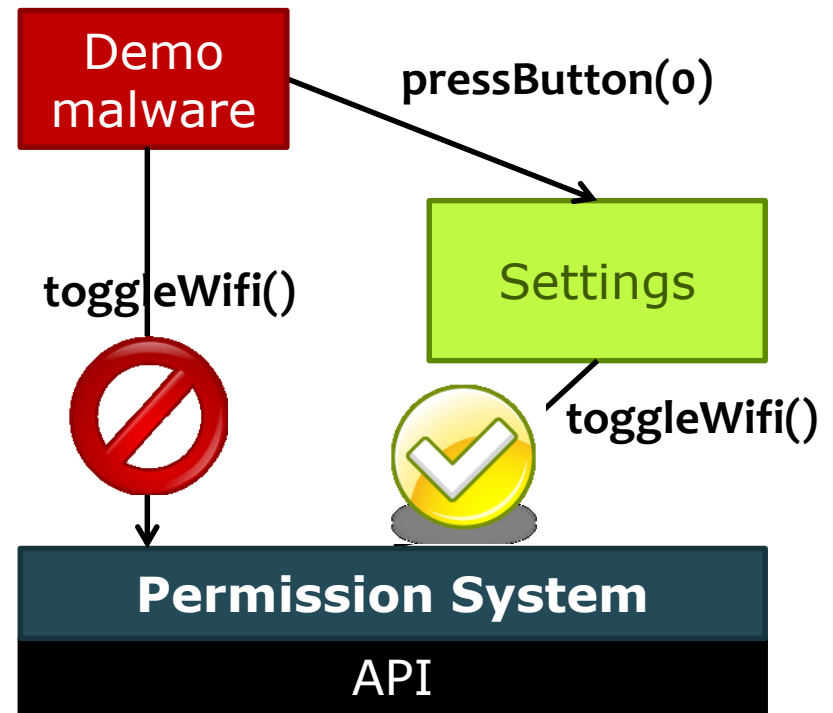 Demo
malware
pressButton(0)
Settings
toggleWifi()
toggleWifi()
Permission System
API